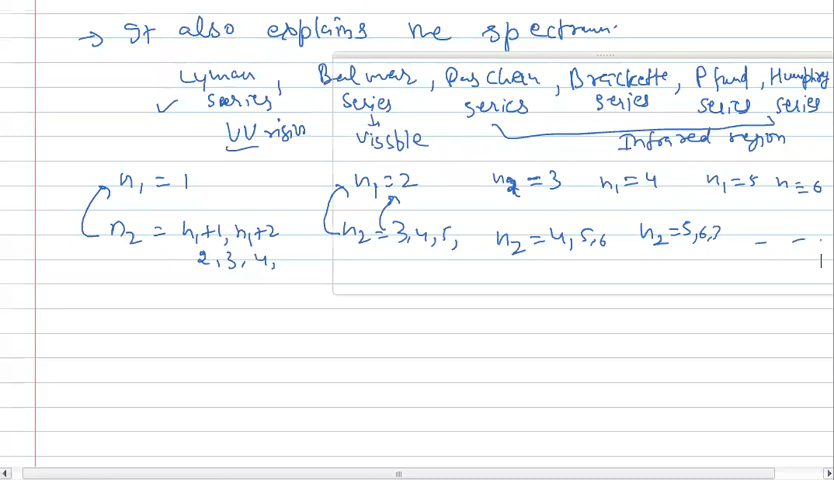 → It also explains the spectrum.
Lyman series, Balmer series, Paschen series, Brackette series, Pfund series, Humphry series
✓ UV rigion visible Infrared region
n₁ = 1 n₁ = 2 n₂ = 3 n₁ = 4 n₁ = 5 n = 6
n₂ = n₁+1, n₁+2 n₂ = 3, 4, 5, n₂ = 4, 5, 6 n₂ = 5, 6, 7 - - .
2, 3, 4,